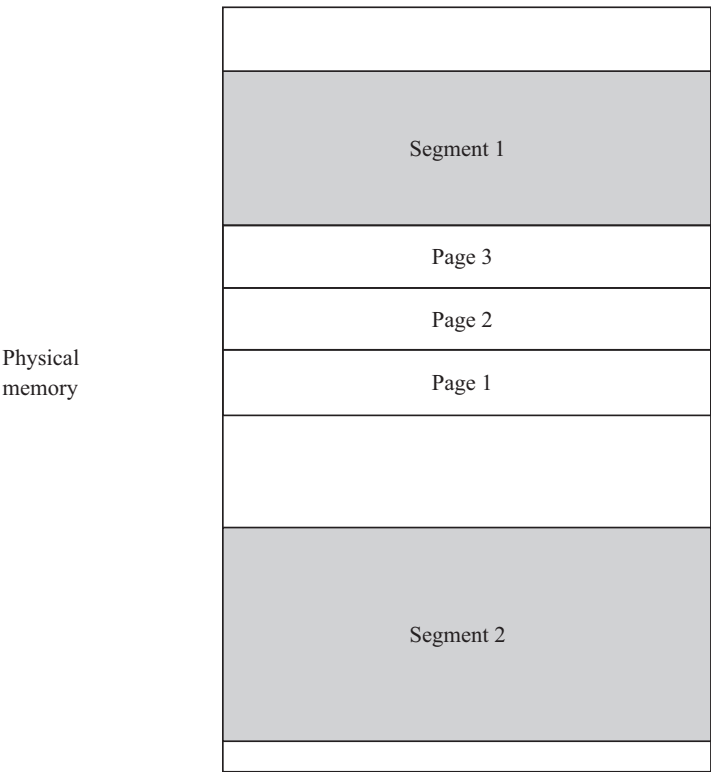 Segment 1
Page 3
Page 2
Physical
memory
Page 1
Segment 2